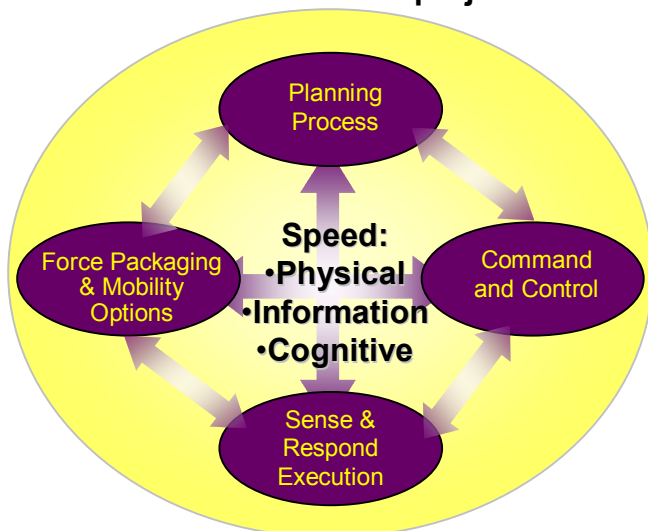 Planning
Process
Speed:
•Physical
•Information
•Cognitive
Force Packaging
& Mobility
Options
Command
and Control
Sense &
Respond
Execution